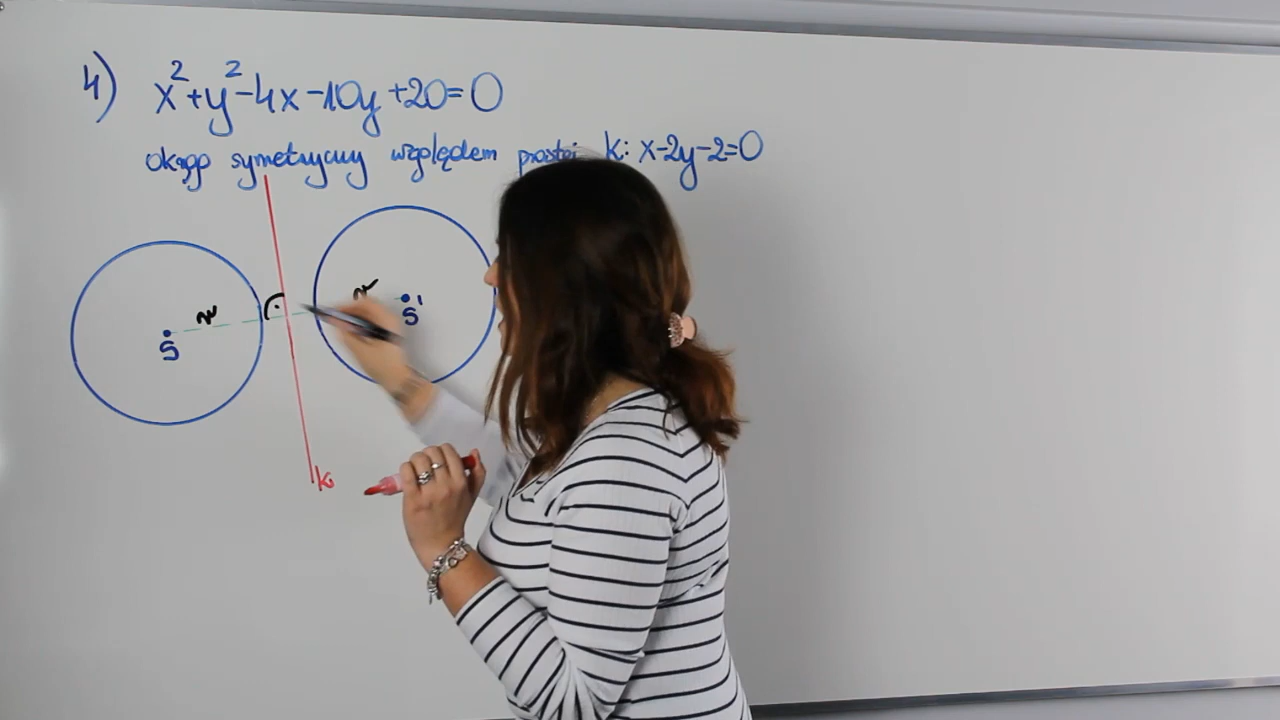 4) x²+y²-4x-10y+20=0
okrąg symetryczny względem prostej k: x-2y-2=0
r r S'
S
k